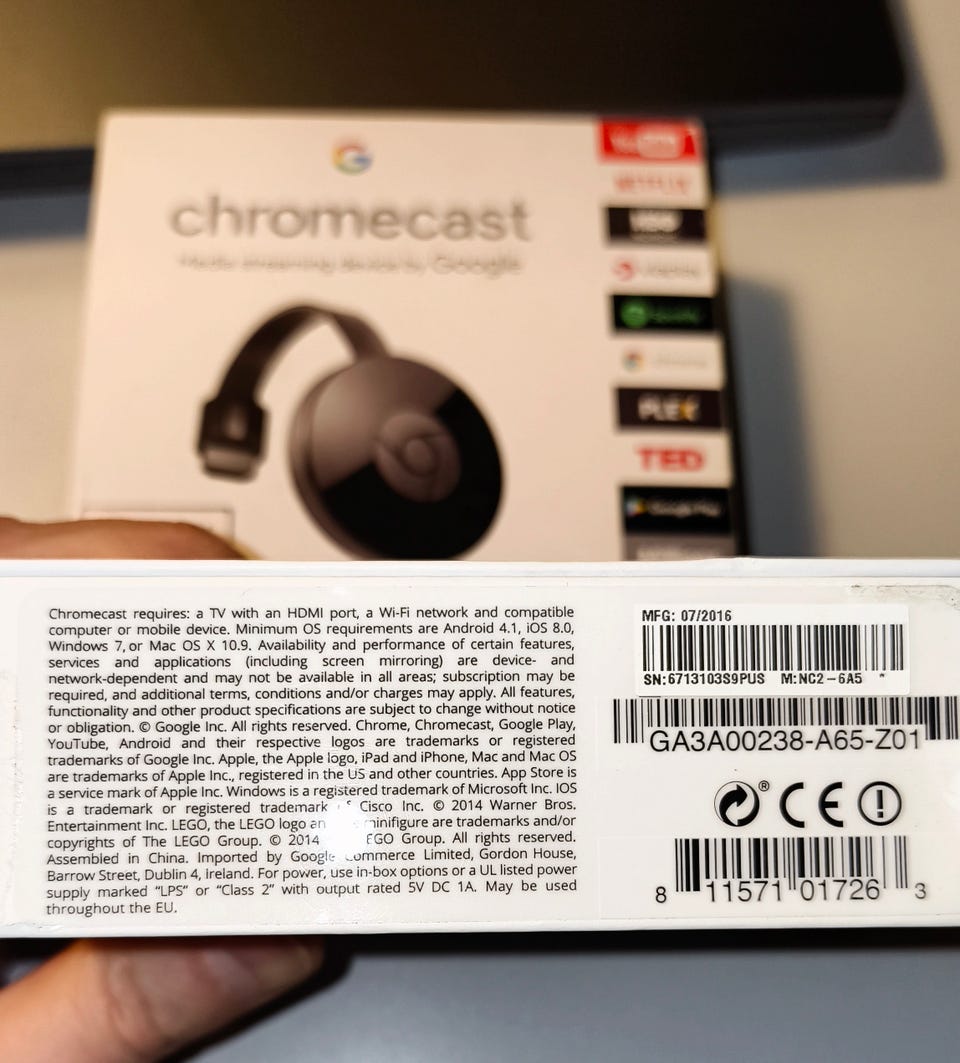 chromecast
Media streaming device by Google
YouTube
NETFLIX
HBO
PLEX
TED
Google Play
Chromecast requires: a TV with an HDMI port, a Wi-Fi network and compatible
computer or mobile device. Minimum OS requirements are Android 4.1, iOS 8.0,
Windows 7, or Mac OS X 10.9. Availability and performance of certain features,
services and applications (including screen mirroring) are device- and
network-dependent and may not be available in all areas; subscription may be
required, and additional terms, conditions and/or charges may apply. All features,
functionality and other product specifications are subject to change without notice
or obligation. © Google Inc. All rights reserved. Chrome, Chromecast, Google Play,
YouTube, Android and their respective logos are trademarks or registered
trademarks of Google Inc. Apple, the Apple logo, iPad and iPhone, Mac and Mac OS
are trademarks of Apple Inc., registered in the US and other countries. App Store is
a service mark of Apple Inc. Windows is a registered trademark of Microsoft Inc. IOS
is a trademark or registered trademark Cisco Inc. © 2014 Warner Bros.
Entertainment Inc. LEGO, the LEGO logo minifigure are trademarks and/or
copyrights of The LEGO Group. © 2014 Group. All rights reserved.
Assembled in China. Imported by Google Commerce Limited, Gordon House,
Barrow Street, Dublin 4, ireland. For power, use in-box options or a UL listed power
supply marked “LPS” or “Class 2” with output rated 5V DC 1A. May be used
throughout the EU.
MFG: 07/2016
SN:6713103S9PUS M:NC2-6A5 *
GA3A00238-A65-Z01
® CE
8 11571 01726 3